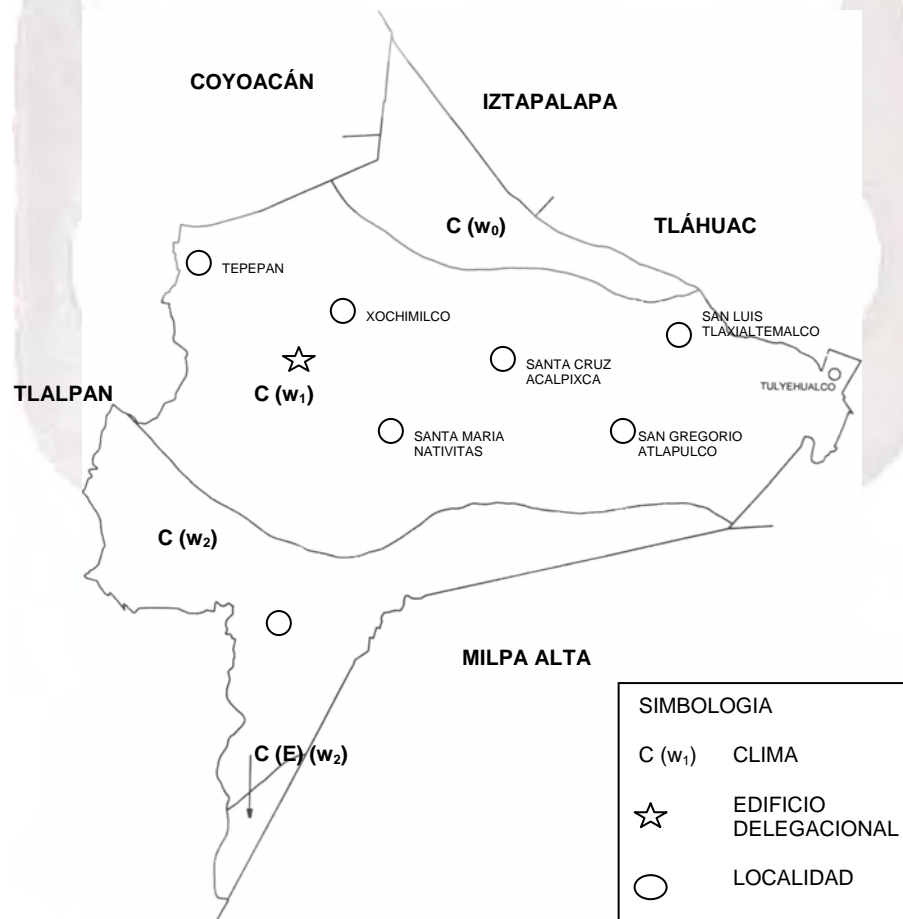 COYOACÁN
IZTAPALAPA
C (w₀)
TLÁHUAC
TEPEPAN
XOCHIMILCO
SAN LUIS
TLAXIALTEMALCO
SANTA CRUZ
ACALPIXCA
TULYEHUALCO
TLALPAN
C (w₁)
SANTA MARIA
NATIVITAS
SAN GREGORIO
ATLAPULCO
C (w₂)
MILPA ALTA
C (E) (w₂)
SIMBOLOGIA
C (w₁) CLIMA
EDIFICIO
DELEGACIONAL
LOCALIDAD